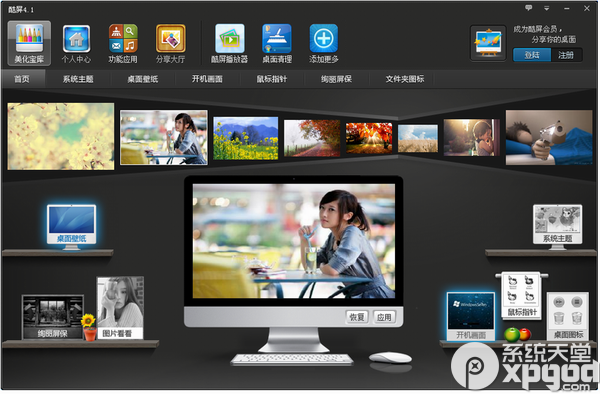 酷屏4.1
美化宝库 个人中心 功能应用 分享大厅 酷屏播放器 桌面清理 添加更多
成为酷屏会员，
分享你的桌面
登陆 注册
首页 系统主题 桌面壁纸 开机画面 鼠标指针 绚丽屏保 文件夹图标
桌面壁纸
系统主题
绚丽屏保
图片看看
恢复 应用
开机画面
鼠标指针
桌面图标
系统天堂
xpgod.com